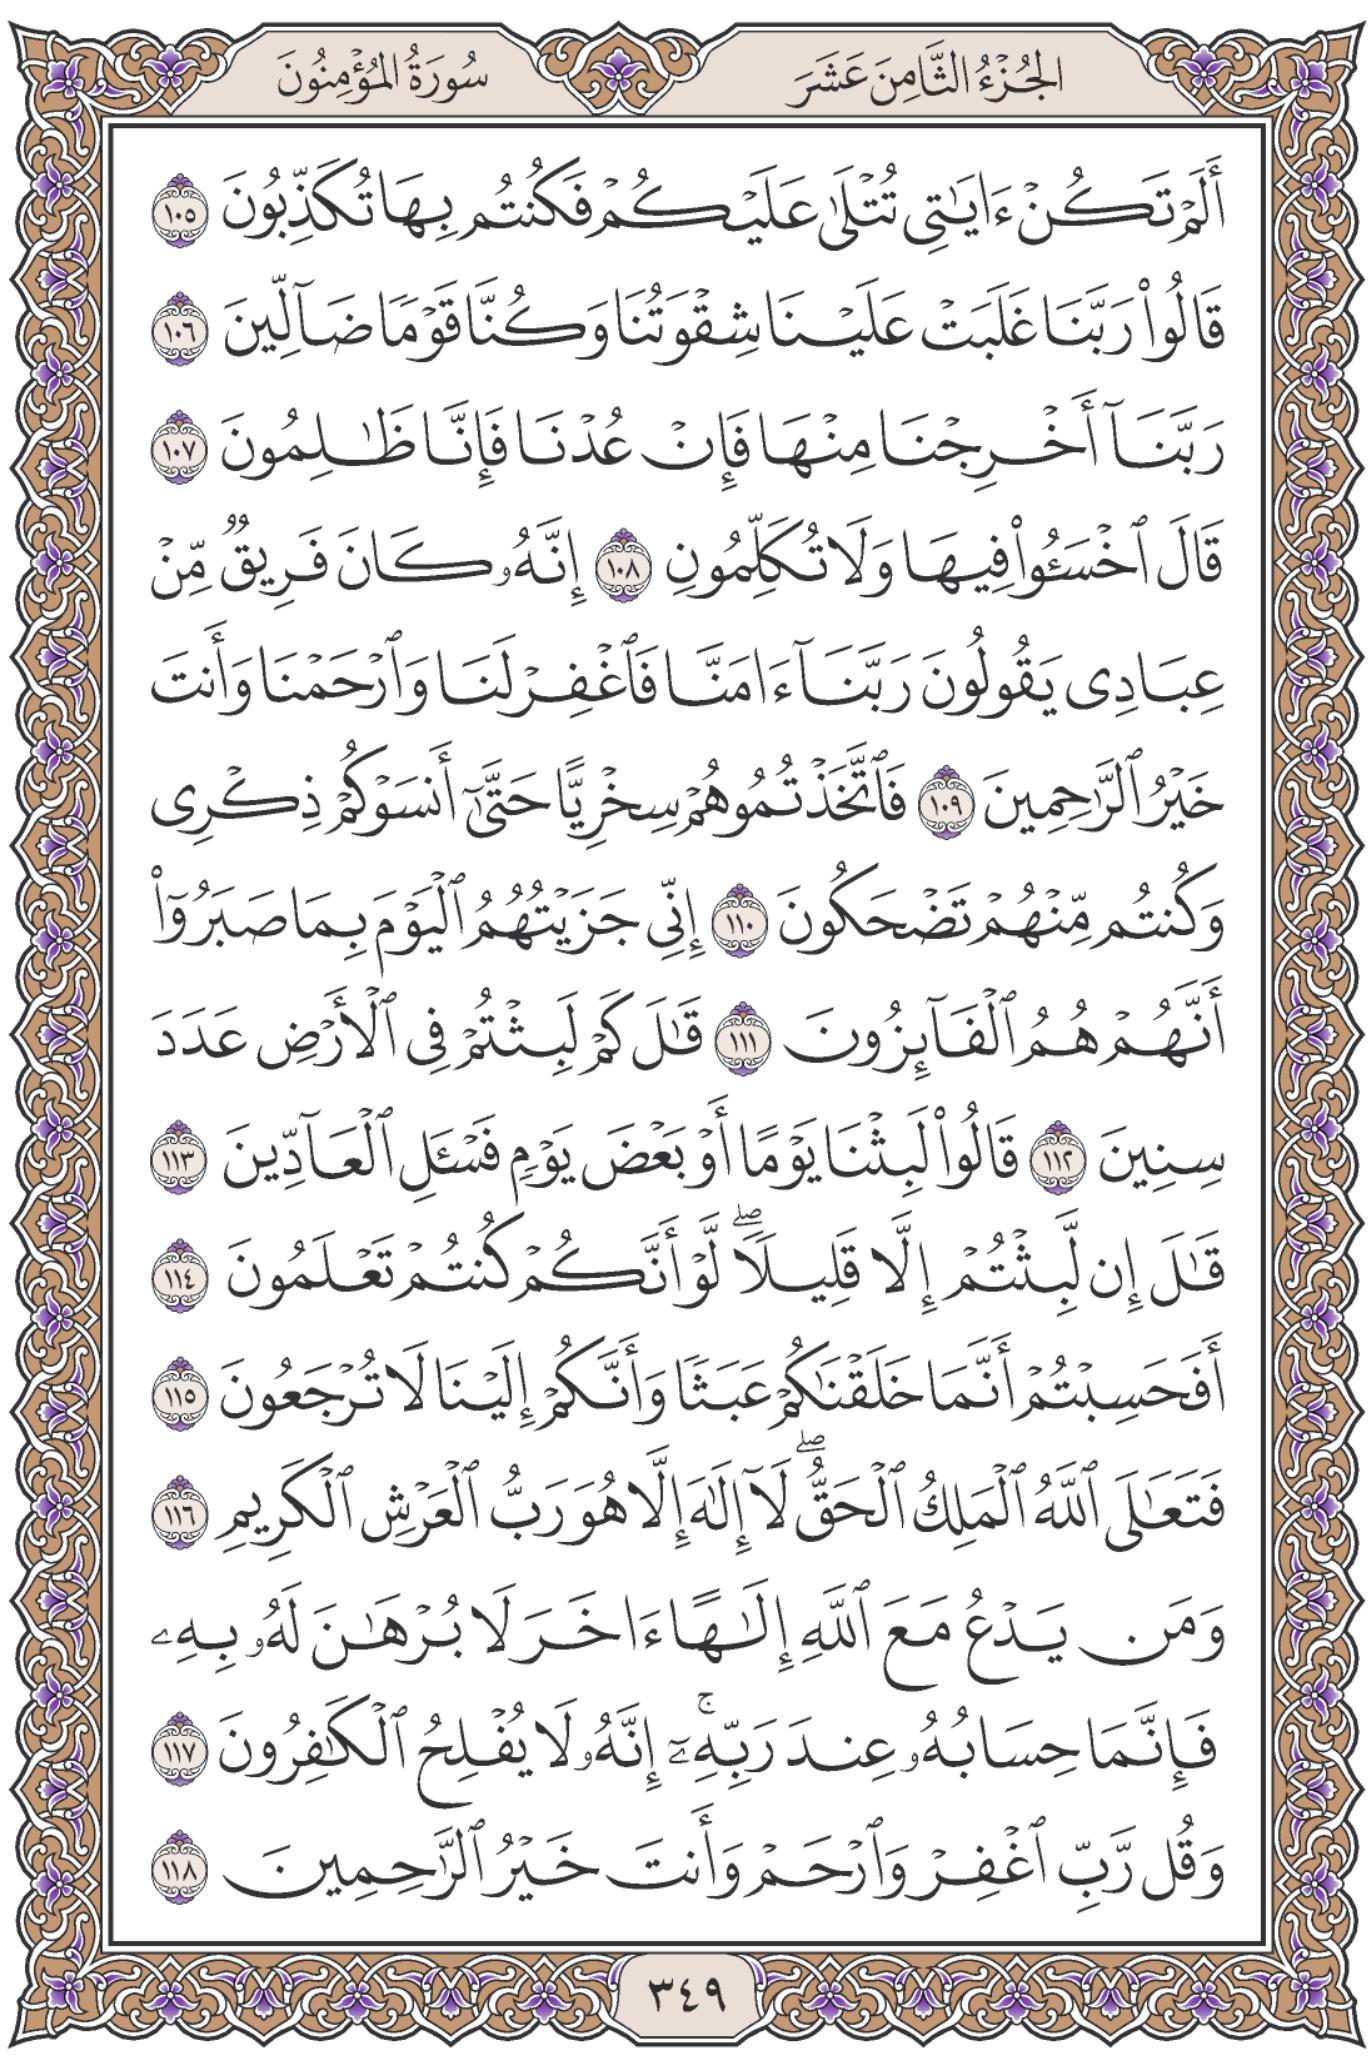 الجُزْءُ الثَّامِنَ عَشَرَ
سُورَةُ المُؤْمِنُونَ
أَلَمْ تَكُنْ ءَايَٰتِى تُتْلَىٰ عَلَيْكُمْ فَكُنتُم بِهَا تُكَذِّبُونَ ١٠٥
قَالُوا۟ رَبَّنَا غَلَبَتْ عَلَيْنَا شِقْوَتُنَا وَكُنَّا قَوْمًا ضَآلِّينَ ١٠٦
رَبَّنَآ أَخْرِجْنَا مِنْهَا فَإِنْ عُدْنَا فَإِنَّا ظَٰلِمُونَ ١٠٧
قَالَ ٱخْسَـُٔوا۟ فِيهَا وَلَا تُكَلِّمُونِ ١٠٨ إِنَّهُۥ كَانَ فَرِيقٌ مِّنْ
عِبَادِى يَقُولُونَ رَبَّنَآ ءَامَنَّا فَٱغْفِرْ لَنَا وَٱرْحَمْنَا وَأَنتَ
خَيْرُ ٱلرَّٰحِمِينَ ١٠٩ فَٱتَّخَذْتُمُوهُمْ سِخْرِيًّا حَتَّىٰٓ أَنسَوْكُمْ ذِكْرِى
وَكُنتُم مِّنْهُمْ تَضْحَكُونَ ١١٠ إِنِّى جَزَيْتُهُمُ ٱلْيَوْمَ بِمَا صَبَرُوٓا۟
أَنَّهُمْ هُمُ ٱلْفَآئِزُونَ ١١١ قَٰلَ كَمْ لَبِثْتُمْ فِى ٱلْأَرْضِ عَدَدَ
سِنِينَ ١١٢ قَالُوا۟ لَبِثْنَا يَوْمًا أَوْ بَعْضَ يَوْمٍ فَسْـَٔلِ ٱلْعَآدِّينَ ١١٣
قَٰلَ إِن لَّبِثْتُمْ إِلَّا قَلِيلًا ۖ لَّوْ أَنَّكُمْ كُنتُمْ تَعْلَمُونَ ١١٤
أَفَحَسِبْتُمْ أَنَّمَا خَلَقْنَٰكُمْ عَبَثًا وَأَنَّكُمْ إِلَيْنَا لَا تُرْجَعُونَ ١١٥
فَتَعَٰلَى ٱللَّهُ ٱلْمَلِكُ ٱلْحَقُّ ۖ لَآ إِلَٰهَ إِلَّا هُوَ رَبُّ ٱلْعَرْشِ ٱلْكَرِيمِ ١١٦
وَمَن يَدْعُ مَعَ ٱللَّهِ إِلَٰهًا ءَاخَرَ لَا بُرْهَٰنَ لَهُۥ بِهِۦ
فَإِنَّمَا حِسَابُهُۥ عِندَ رَبِّهِۦٓ ۚ إِنَّهُۥ لَا يُفْلِحُ ٱلْكَٰفِرُونَ ١١٧
وَقُل رَّبِّ ٱغْفِرْ وَٱرْحَمْ وَأَنتَ خَيْرُ ٱلرَّٰحِمِينَ ١١٨
٣٤٩